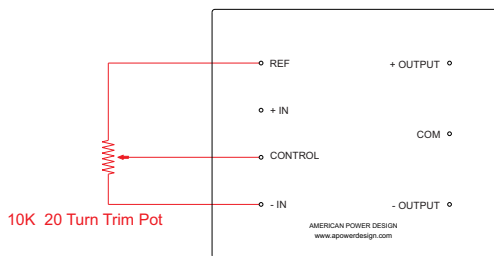 REF
+ OUTPUT
+ IN
COM
CONTROL
- IN
- OUTPUT
10K 20 Turn Trim Pot
AMERICAN POWER DESIGN
www.apowerdesign.com